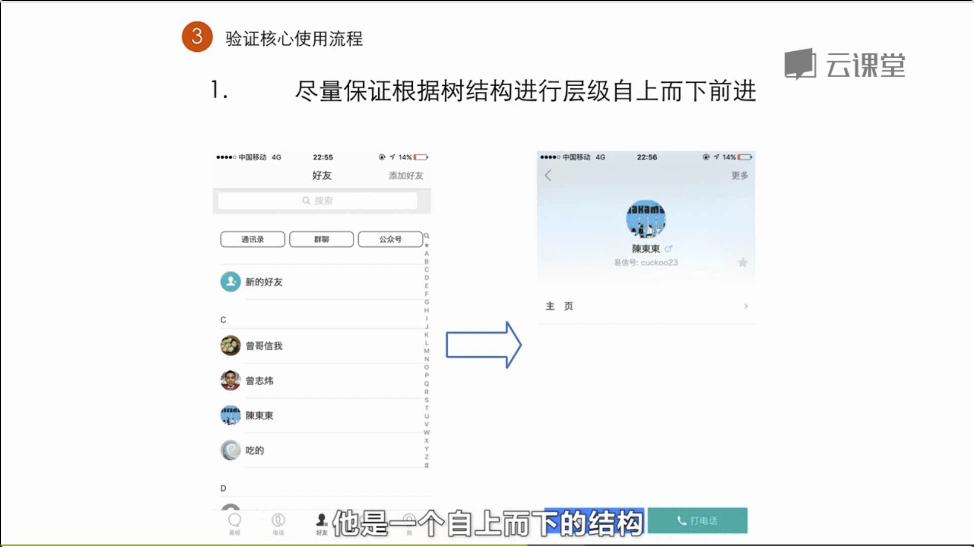 3 验证核心使用流程
云课堂
1. 尽量保证根据树结构进行层级自上而下前进
中国移动 4G 22:55 14%
好友 添加好友
搜索
通讯录 群聊 公众号
新的好友
C
曾哥信我
曾志炜
陳東東
吃的
D
A
B
C
D
E
F
G
H
I
J
K
L
M
N
O
P
Q
R
S
T
U
V
W
X
Y
Z
#
易信 电话 好友 我
中国移动 4G 22:56 14%
更多
陳東東
易信号: cuckoo23
主 页
打电话
他是一个自上而下的结构